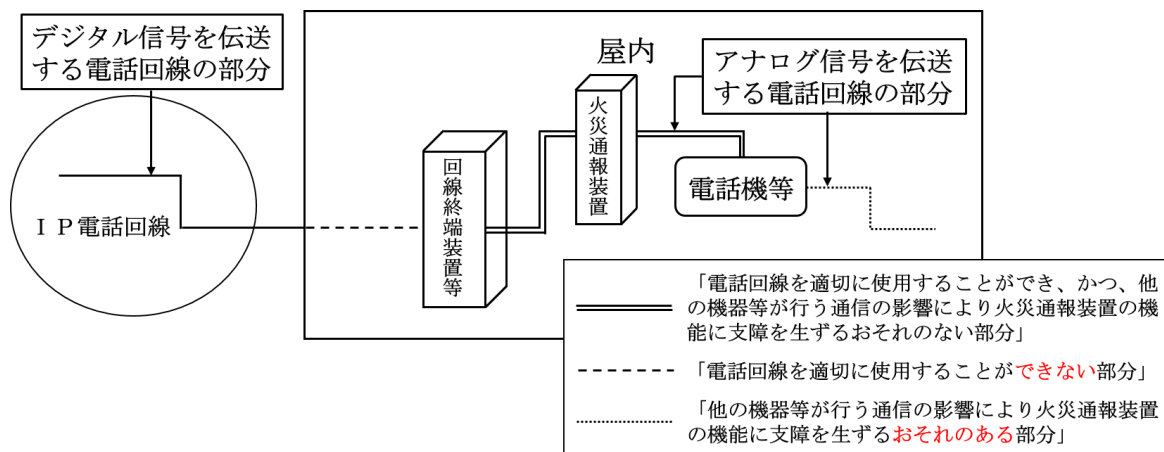 デジタル信号を伝送
する電話回線の部分
ＩＰ電話回線
屋内
回線終端装置等
火災通報装置
アナログ信号を伝送
する電話回線の部分
電話機等
「電話回線を適切に使用することができ、かつ、他
の機器等が行う通信の影響により火災通報装置の機
能に支障を生ずるおそれのない部分」
「電話回線を適切に使用することができない部分」
「他の機器等が行う通信の影響により火災通報装置
の機能に支障を生ずるおそれのある部分」